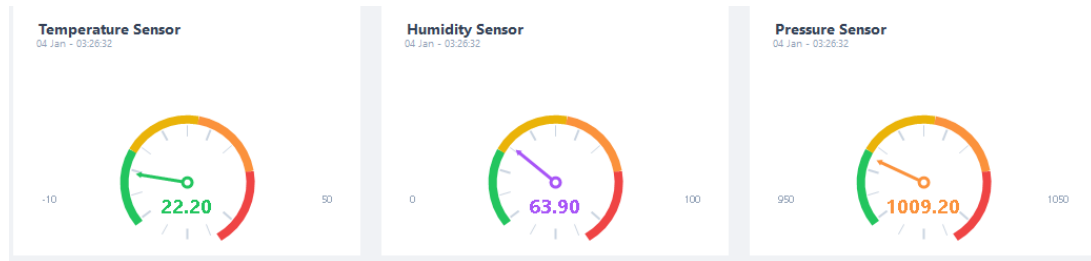 Temperature Sensor
04 Jan - 03:26:32
-10
50
22.20
Humidity Sensor
04 Jan - 03:26:32
0
100
63.90
Pressure Sensor
04 Jan - 03:26:32
950
1050
1009.20